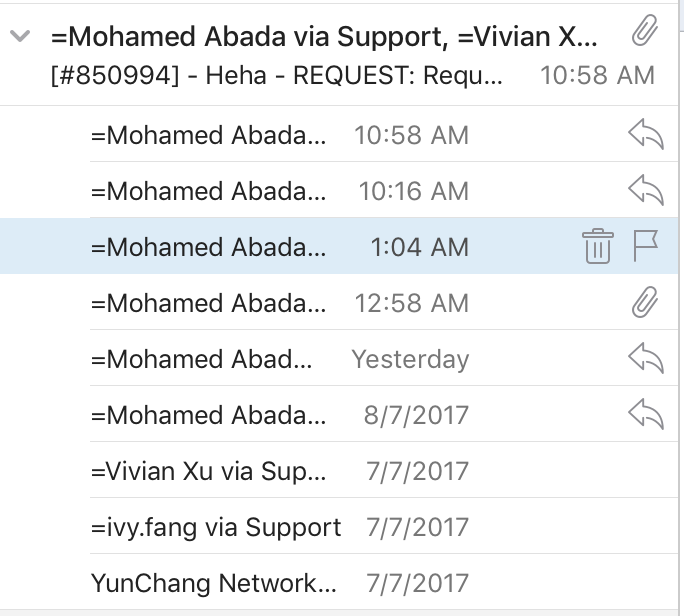 =Mohamed Abada via Support, =Vivian X...
[#850994] - Heha - REQUEST: Requ... 10:58 AM
=Mohamed Abada... 10:58 AM
=Mohamed Abada... 10:16 AM
=Mohamed Abada... 1:04 AM
=Mohamed Abada... 12:58 AM
=Mohamed Abad... Yesterday
=Mohamed Abada... 8/7/2017
=Vivian Xu via Sup... 7/7/2017
=ivy.fang via Support 7/7/2017
YunChang Network... 7/7/2017